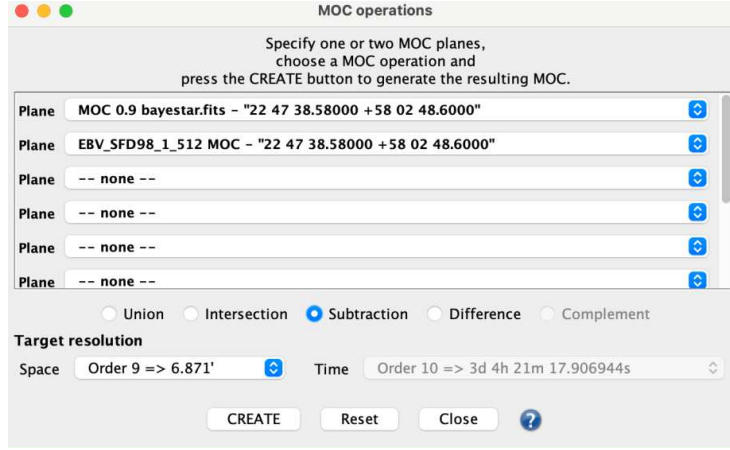 MOC operations
Specify one or two MOC planes,
choose a MOC operation and
press the CREATE button to generate the resulting MOC.
Plane MOC 0.9 bayestar.fits - "22 47 38.58000 +58 02 48.6000"
Plane EBV_SFD98_1_512 MOC - "22 47 38.58000 +58 02 48.6000"
Plane -- none --
Plane -- none --
Plane -- none --
Plane -- none --
Union Intersection Subtraction Difference Complement
Target resolution
Space Order 9 => 6.871' Time Order 10 => 3d 4h 21m 17.906944s
CREATE Reset Close ?